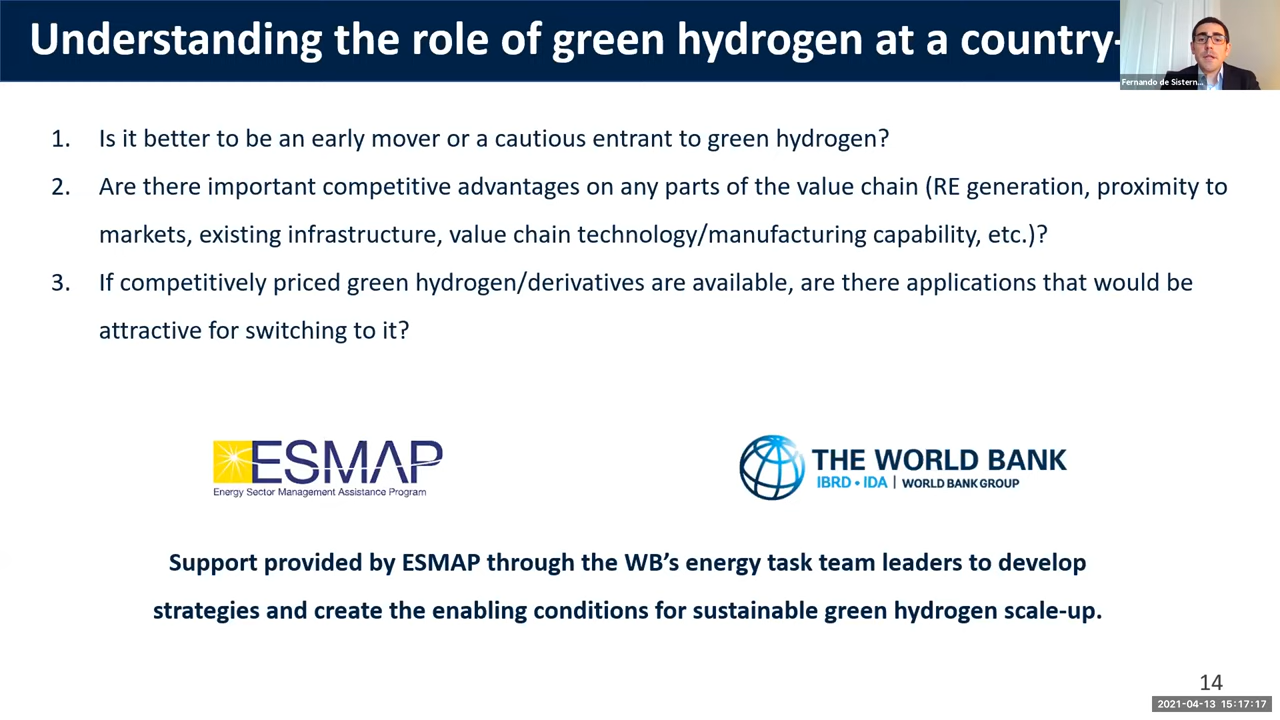 Understanding the role of green hydrogen at a country-
Fernando de Sistern...
1. Is it better to be an early mover or a cautious entrant to green hydrogen?
2. Are there important competitive advantages on any parts of the value chain (RE generation, proximity to
markets, existing infrastructure, value chain technology/manufacturing capability, etc.)?
3. If competitively priced green hydrogen/derivatives are available, are there applications that would be
attractive for switching to it?
ESMAP
Energy Sector Management Assistance Program
THE WORLD BANK
IBRD • IDA | WORLD BANK GROUP
Support provided by ESMAP through the WB’s energy task team leaders to develop
strategies and create the enabling conditions for sustainable green hydrogen scale-up.
14
2021-04-13 15:17:17